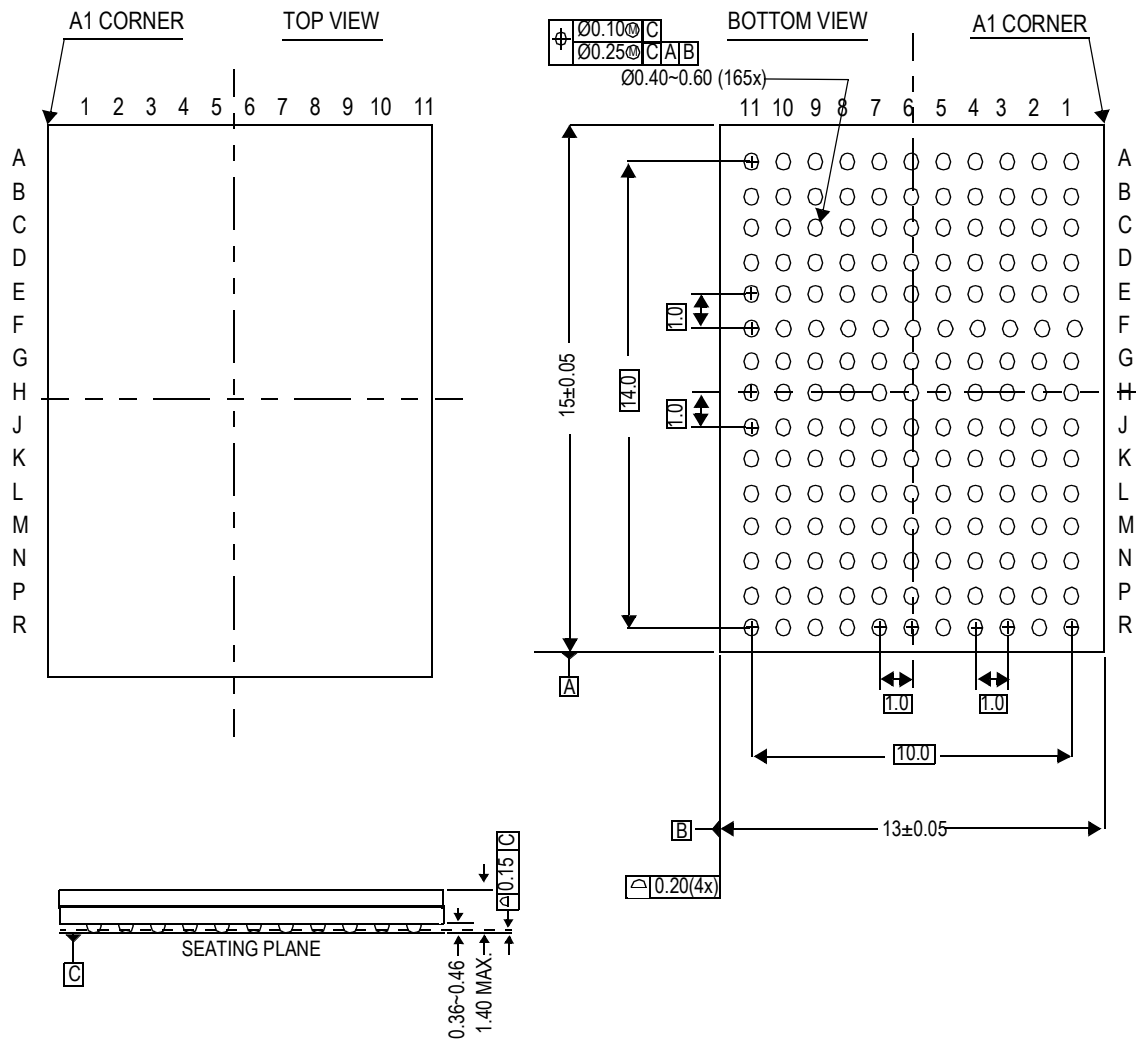 A1 CORNER
TOP VIEW
1 2 3 4 5 6 7 8 9 10 11
A
B
C
D
E
F
G
H
J
K
L
M
N
P
R
Ø0.10Ⓜ C
Ø0.25Ⓜ C A B
Ø0.40~0.60 (165x)
BOTTOM VIEW
A1 CORNER
11 10 9 8 7 6 5 4 3 2 1
A
B
C
D
E
F
G
H
J
K
L
M
N
P
R
1.0
1.0
14.0
15±0.05
A
1.0
1.0
10.0
B
13±0.05
0.20(4x)
0.15 C
SEATING PLANE
C
0.36~0.46
1.40 MAX.